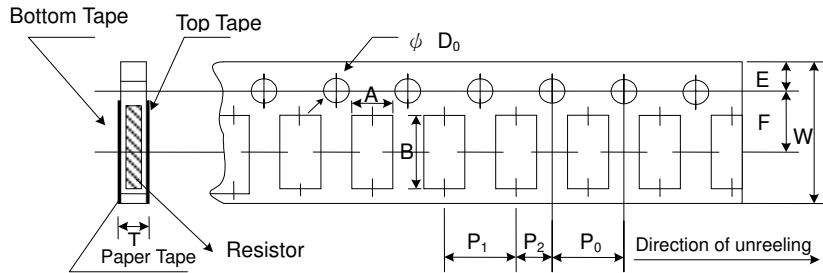 Bottom Tape
Top Tape
ϕ D₀
A
B
E
F
W
T
Paper Tape
Resistor
P₁
P₂
P₀
Direction of unreeling